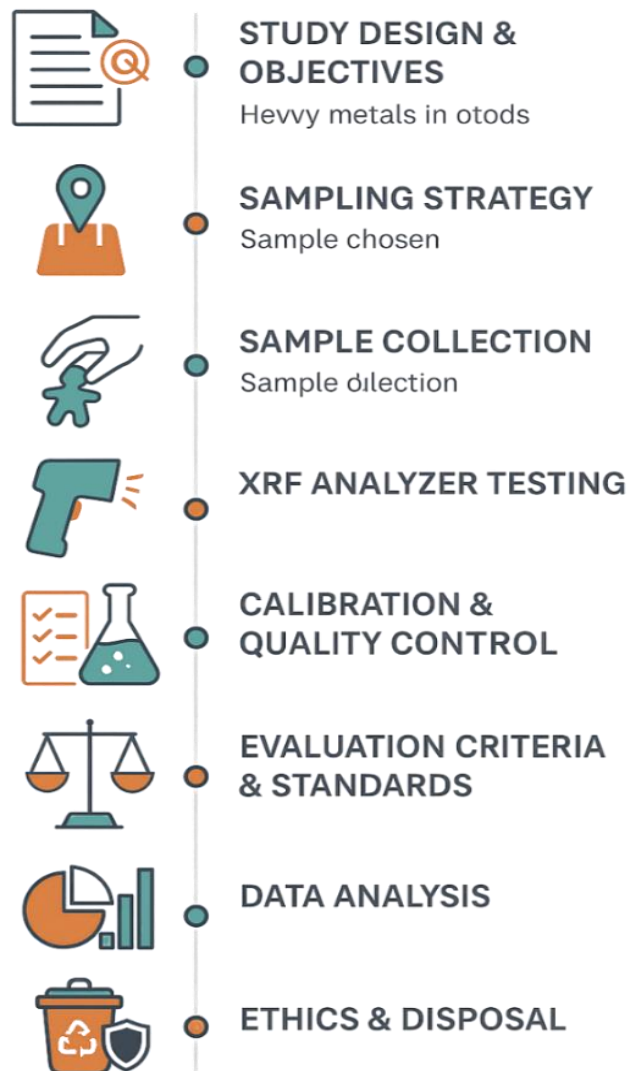 STUDY DESIGN &
OBJECTIVES
Hevvy metals in otods
SAMPLING STRATEGY
Sample chosen
SAMPLE COLLECTION
Sample dılection
XRF ANALYZER TESTING
CALIBRATION &
QUALITY CONTROL
EVALUATION CRITERIA
& STANDARDS
DATA ANALYSIS
ETHICS & DISPOSAL